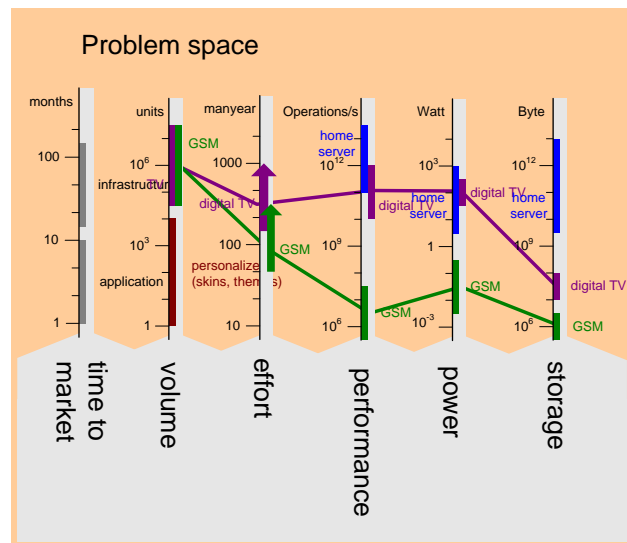 Problem space
months
units
manyear
Operations/s
Watt
Byte
GSM
home
server
100
10⁶
1000
10¹²
10³
10¹²
infrastructur
TV
digital TV
digital TV
digital TV
home
server
home
server
10
10³
100
10⁹
1
10⁹
GSM
personalize
(skins, themes)
application
digital TV
GSM
1
1
10
10⁶
GSM
10⁻³
10⁶
GSM
time to
market
volume
effort
performance
power
storage